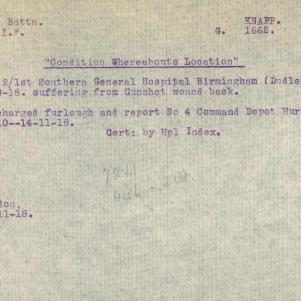 Battn. KNAPP.
I.F. G. 1662.
"Condition Whereabouts Location"
2/1st Southern General Hospital Birmingham (Dudle
-18. suffering from Gunshot wound back.
charged furlough and report No 4 Command Depot Hur
10--14-11-18.
Cert: by Hpl Index.
ion,
11-18.